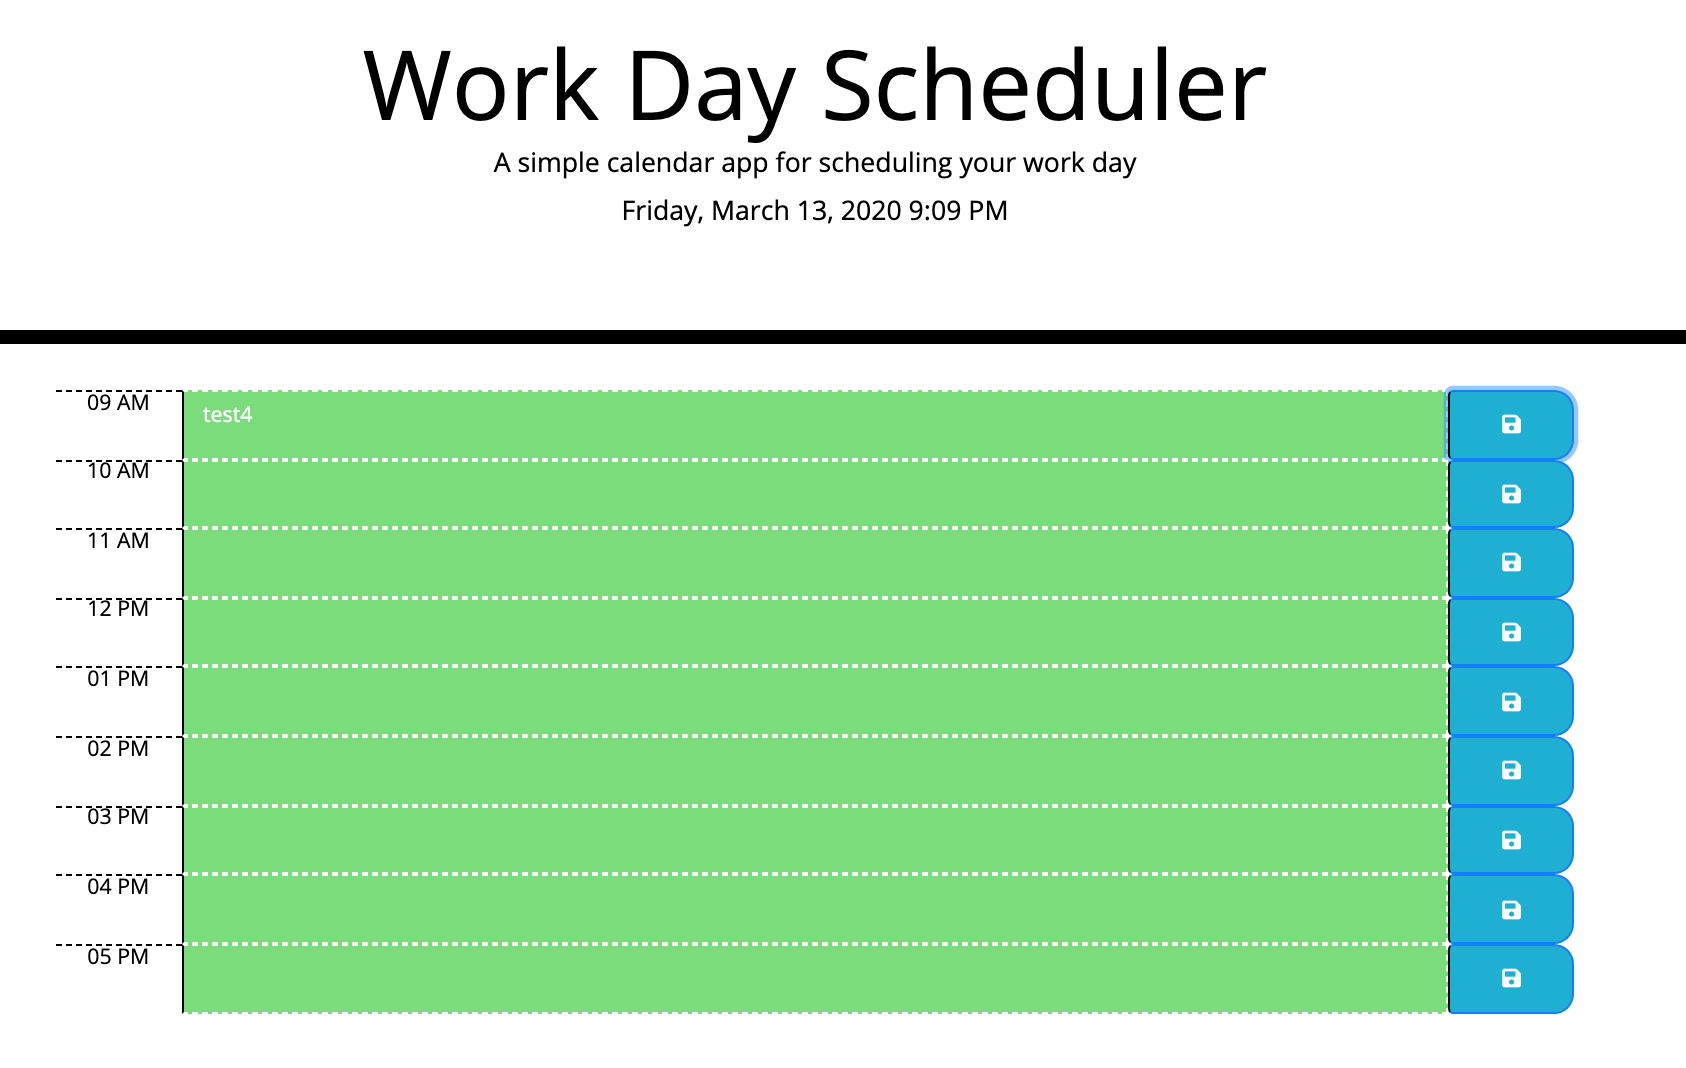 Work Day Scheduler
A simple calendar app for scheduling your work day
Friday, March 13, 2020 9:09 PM
09 AM test4
10 AM
11 AM
12 PM
01 PM
02 PM
03 PM
04 PM
05 PM